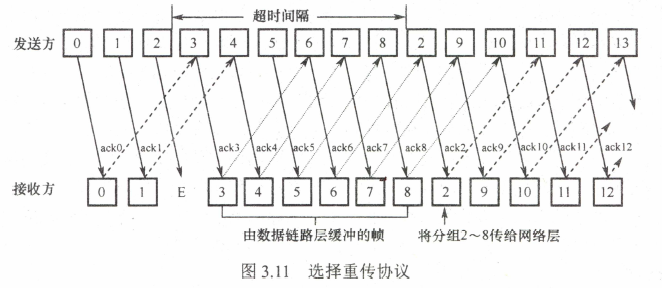 超时间隔
发送方 0 1 2 3 4 5 6 7 8 2 9 10 11 12 13
ack0 ack1 ack3 ack4 ack5 ack6 ack7 ack8 ack2 ack9 ack10 ack11 ack12
接收方 0 1 E 3 4 5 6 7 8 2 9 10 11 12
由数据链路层缓冲的帧 将分组2～8传给网络层
图 3.11 选择重传协议